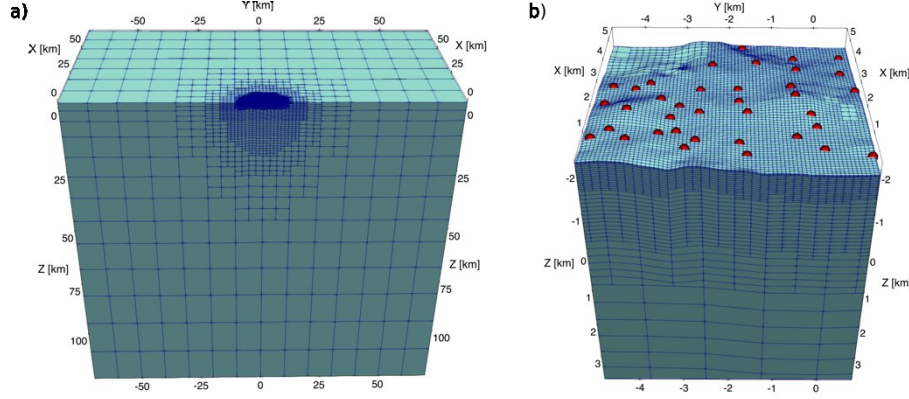 a)
Y [km]
-50 -25 0 25 50
50 50
X [km] X [km]
25 25
0 0
0 0
25 25
50 50
Z [km] Z [km]
75 75
100 100
-50 -25 0 25 50
b)
Y [km]
-4 -3 -2 -1 0
5 5
4 4
X [km] X [km]
3 3
2 2
1 1
-2 -2
-1 -1
0 0
Z [km] Z [km
1 1
2 2
3 3
-4 -3 -2 -1 0